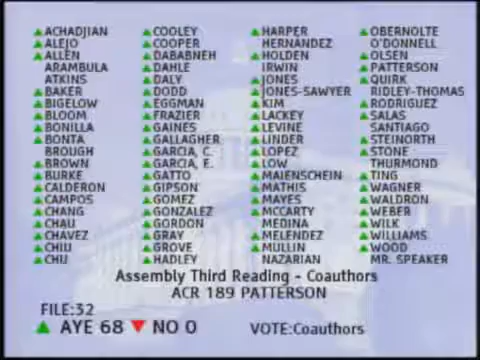 ACHADJIAN COOLEY HARPER OBERNOLTE
ALEJO COOPER HERNANDEZ O'DONNELL
ALLEN DABABNEH HOLDEN OLSEN
ARAMBULA DAHLE IRWIN PATTERSON
ATKINS DALY JONES QUIRK
BAKER DODD JONES-SAWYER RIDLEY-THOMAS
BIGELOW EGGMAN KIM RODRIGUEZ
BLOOM FRAZIER LACKEY SALAS
BONILLA GAINES LEVINE SANTIAGO
BONTA GALLAGHER LINDER STEINORTH
BROUGH GARCIA, C. LOPEZ STONE
BROWN GARCIA, E. LOW THURMOND
BURKE GATTO MAIENSCHEIN TING
CALDERON GIPSON MATHIS WAGNER
CAMPOS GOMEZ MAYES WALDRON
CHANG GONZALEZ MCCARTY WEBER
CHAU GORDON MEDINA WILK
CHAVEZ GRAY MELENDEZ WILLIAMS
CHIU GROVE MULLIN WOOD
CHU HADLEY NAZARIAN MR. SPEAKER
Assembly Third Reading - Coauthors
ACR 189 PATTERSON
FILE:32
AYE 68 NO 0 VOTE:Coauthors